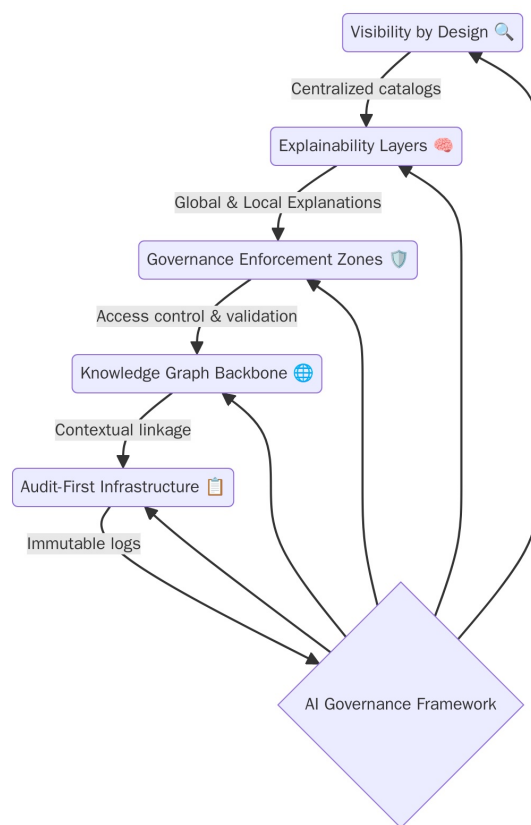 Visibility by Design 🔍
Centralized catalogs
Explainability Layers 🧠
Global & Local Explanations
Governance Enforcement Zones 🛡️
Access control & validation
Knowledge Graph Backbone 🌐
Contextual linkage
Audit-First Infrastructure 📋
Immutable logs
AI Governance Framework